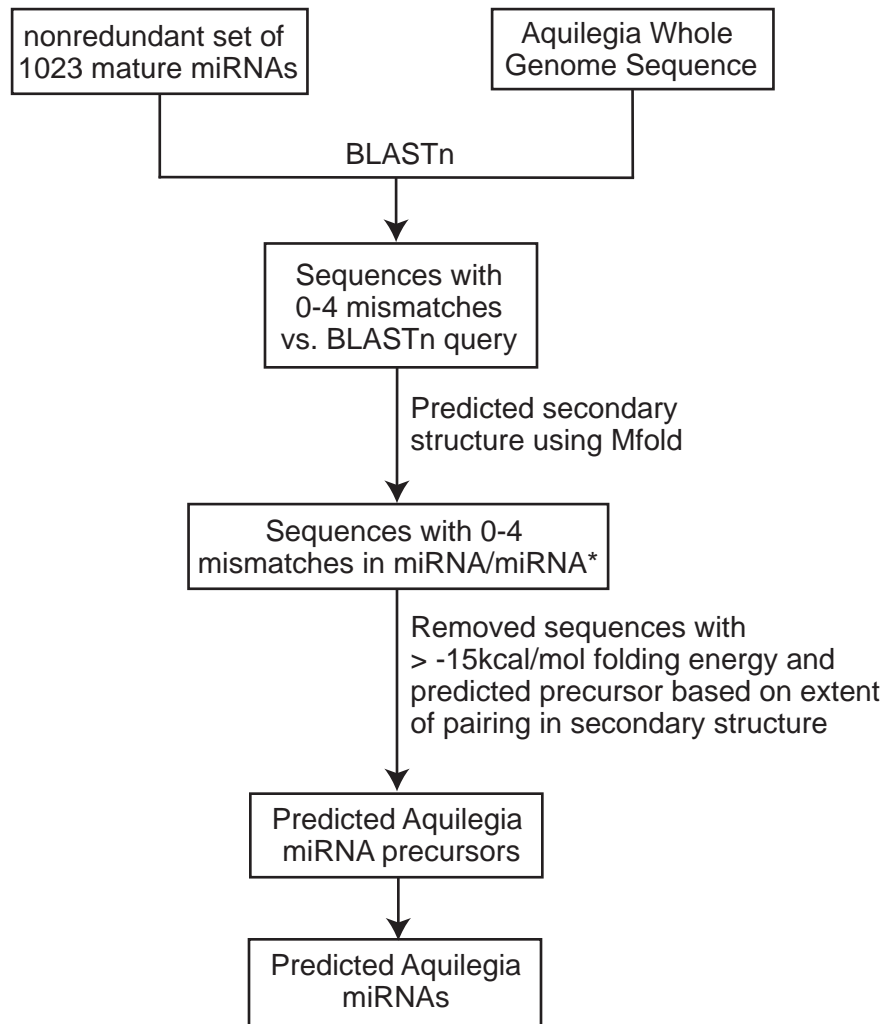 nonredundant set of
1023 mature miRNAs
Aquilegia Whole
Genome Sequence
BLASTn
Sequences with
0-4 mismatches
vs. BLASTn query
Predicted secondary
structure using Mfold
Sequences with 0-4
mismatches in miRNA/miRNA*
Removed sequences with
> -15kcal/mol folding energy and
predicted precursor based on extent
of pairing in secondary structure
Predicted Aquilegia
miRNA precursors
Predicted Aquilegia
miRNAs